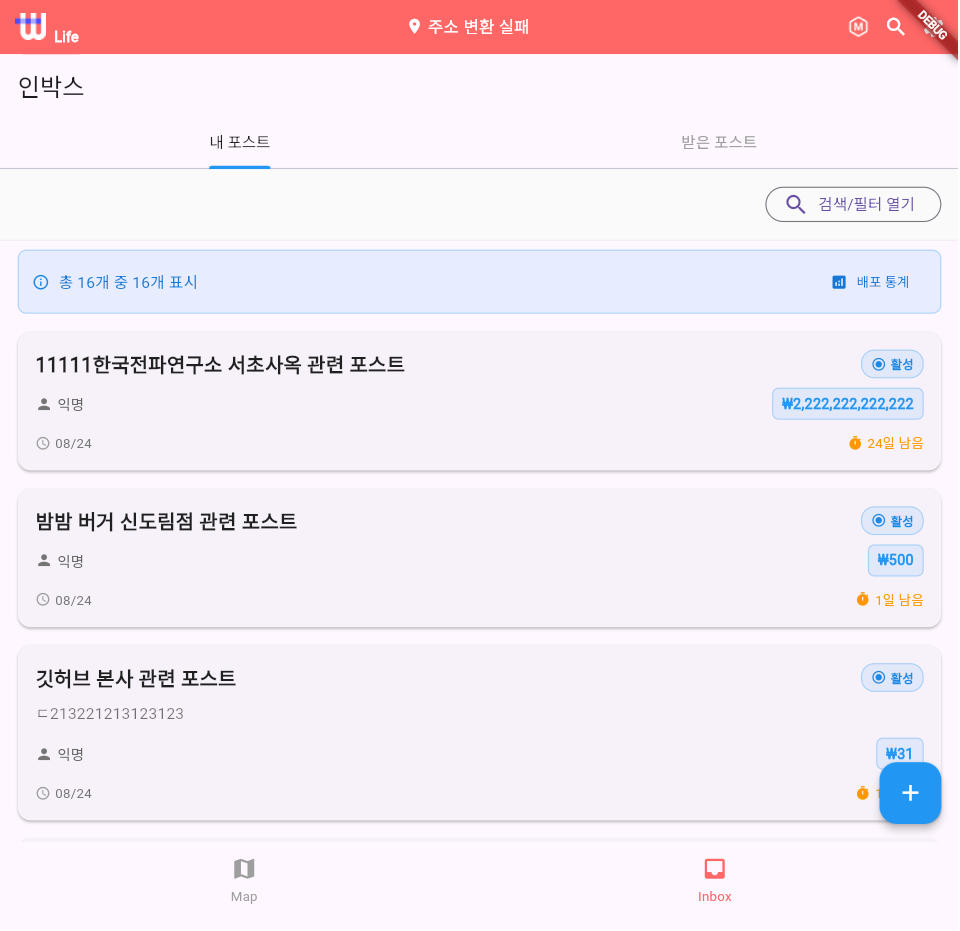 W Life
주소 변환 실패
M
DEBUG
인박스
내 포스트
받은 포스트
검색/필터 열기
총 16개 중 16개 표시
배포 통계
11111한국전파연구소 서초사옥 관련 포스트
활성
익명
₩2,222,222,222,222
08/24
24일 남음
밤밤 버거 신도림점 관련 포스트
활성
익명
₩500
08/24
1일 남음
깃허브 본사 관련 포스트
활성
ㄷ213221213123123
익명
₩31
08/24
Map
Inbox